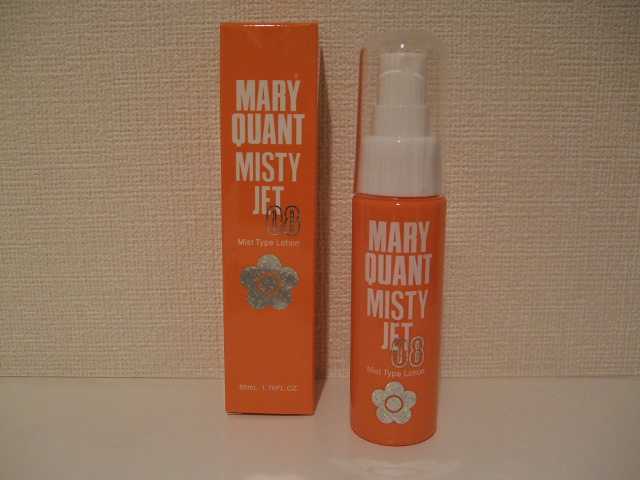 MARY
QUANT
MISTY
JET
08
Mist Type Lotion
50mL 1.76FL.OZ.
MARY
QUANT
MISTY
JET
08
Mist Type Lotion